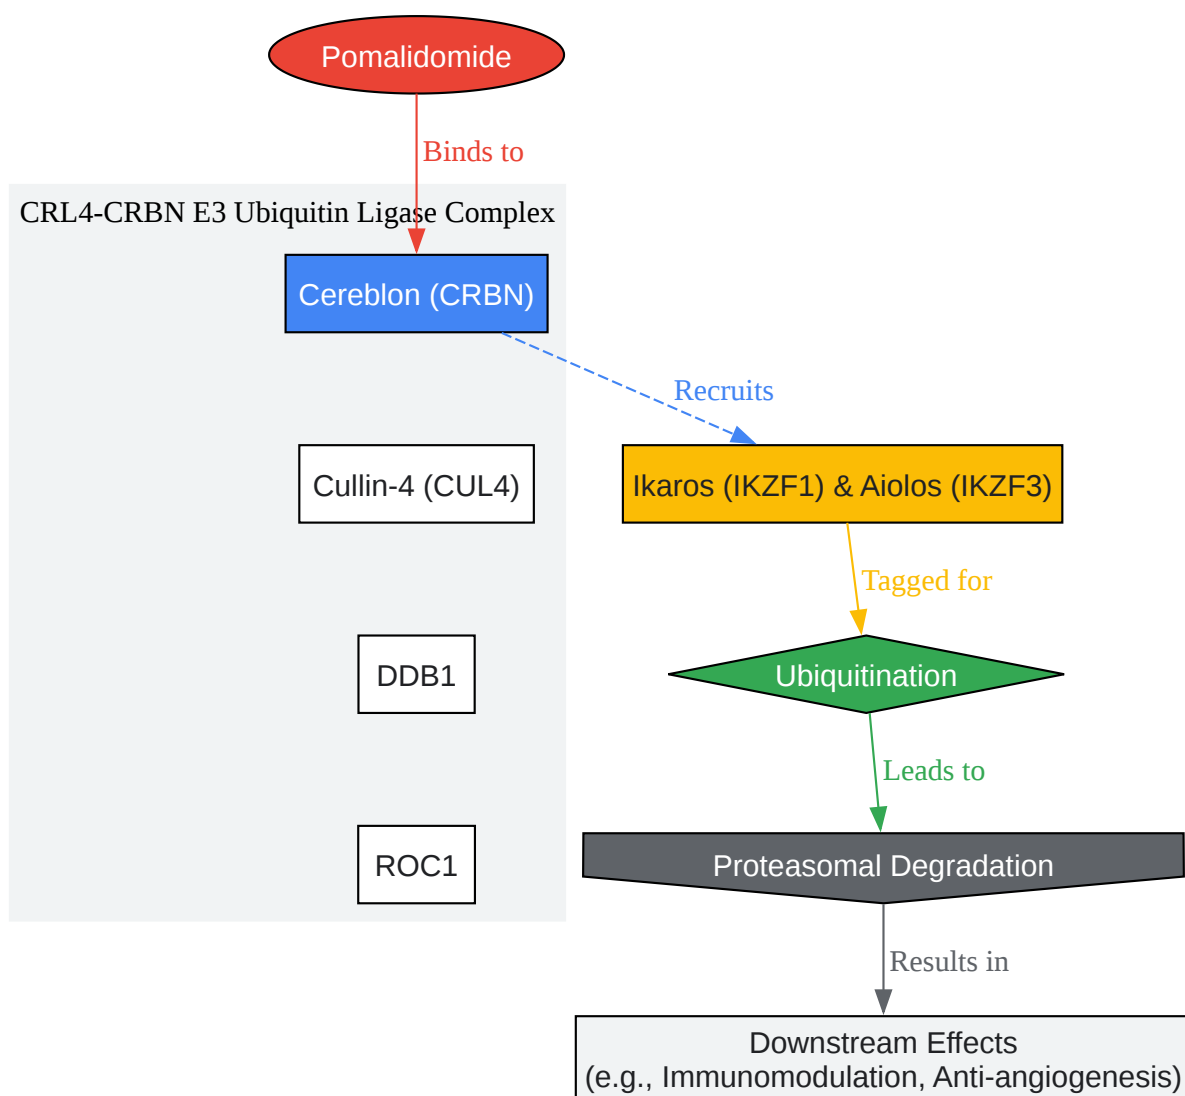 Pomalidomide
Binds to
CRL4-CRBN E3 Ubiquitin Ligase Complex
Cereblon (CRBN)
Recruits
Cullin-4 (CUL4)
Ikaros (IKZF1) & Aiolos (IKZF3)
Tagged for
DDB1
Ubiquitination
Leads to
ROC1
Proteasomal Degradation
Results in
Downstream Effects
(e.g., Immunomodulation, Anti-angiogenesis)